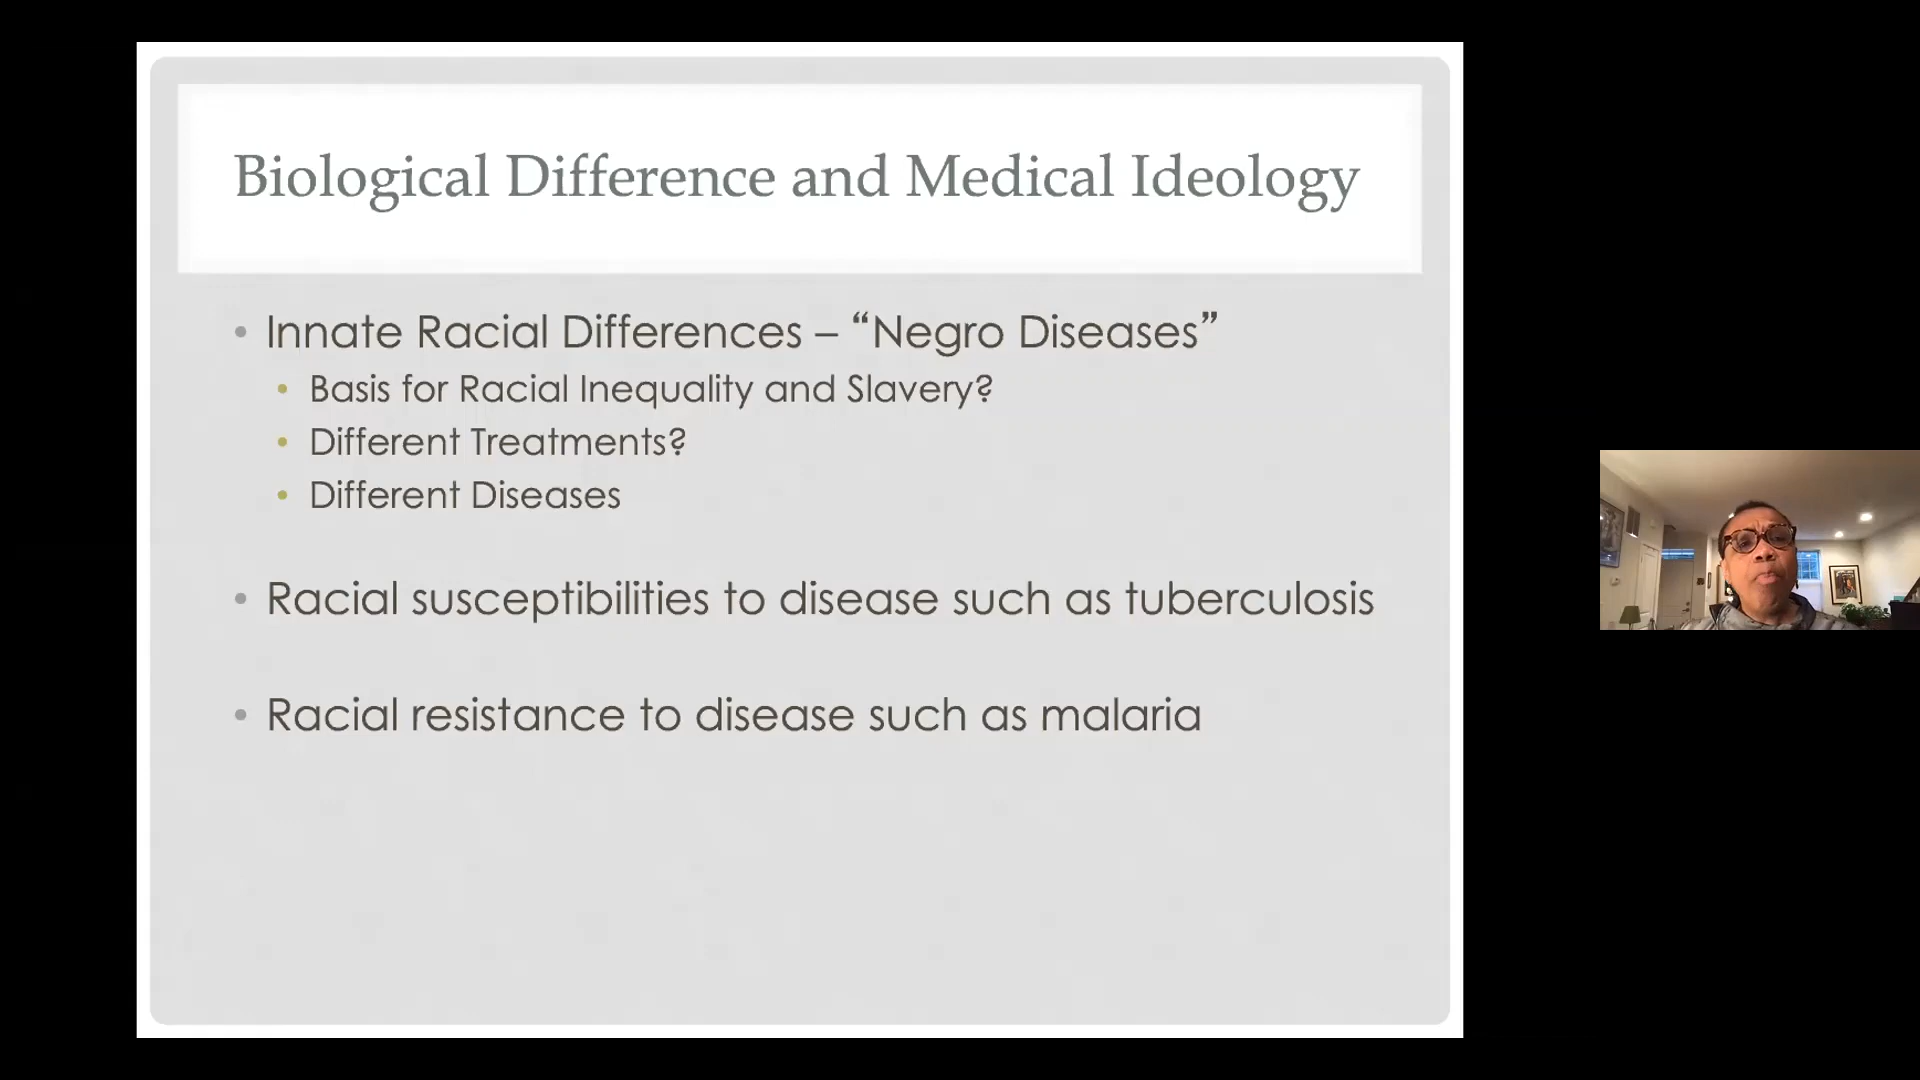 Biological Difference and Medical Ideology
• Innate Racial Differences – “Negro Diseases”
• Basis for Racial Inequality and Slavery?
• Different Treatments?
• Different Diseases
• Racial susceptibilities to disease such as tuberculosis
• Racial resistance to disease such as malaria